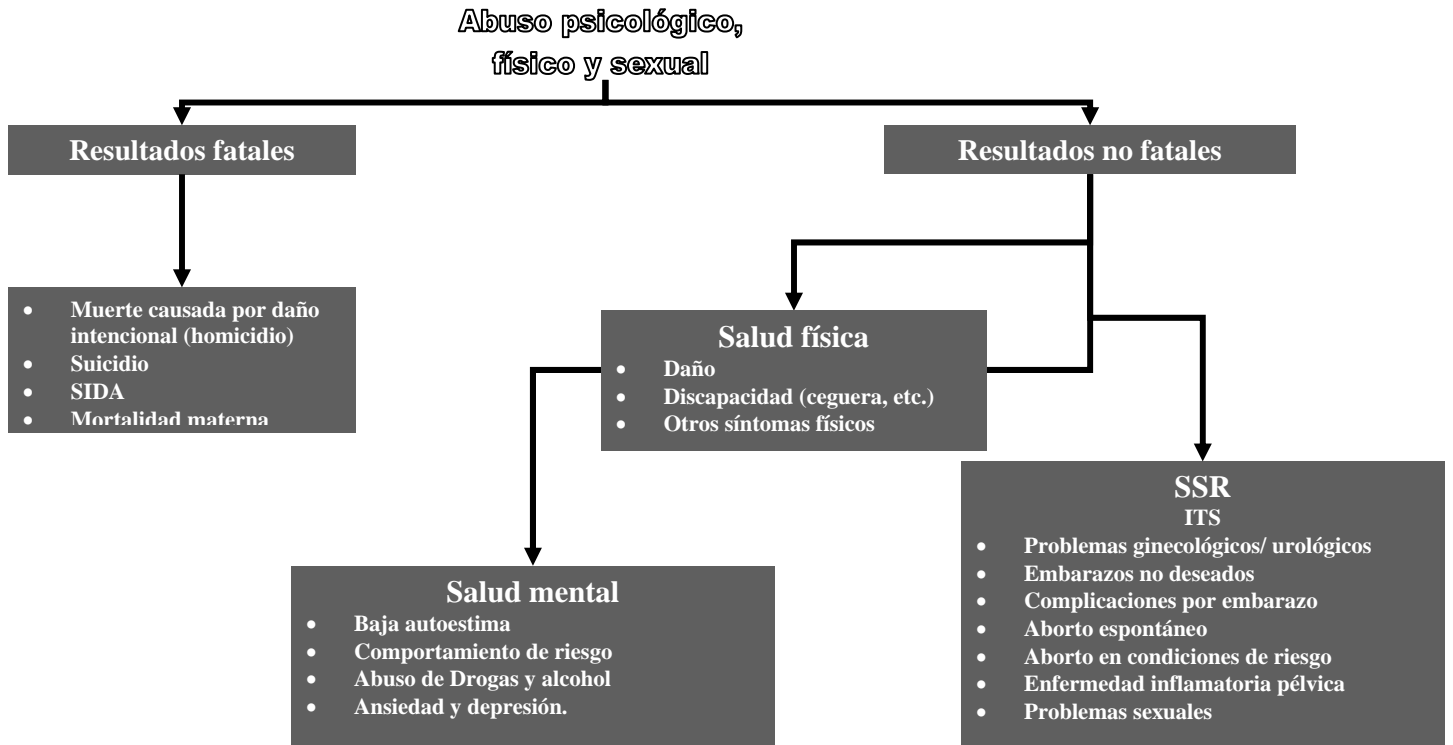 Abuso psicológico,
físico y sexual
Resultados fatales
Resultados no fatales
• Muerte causada por daño
intencional (homicidio)
• Suicidio
• SIDA
• Mortalidad materna
Salud física
• Daño
• Discapacidad (ceguera, etc.)
• Otros síntomas físicos
Salud mental
• Baja autoestima
• Comportamiento de riesgo
• Abuso de Drogas y alcohol
• Ansiedad y depresión.
SSR
ITS
• Problemas ginecológicos/ urológicos
• Embarazos no deseados
• Complicaciones por embarazo
• Aborto espontáneo
• Aborto en condiciones de riesgo
• Enfermedad inflamatoria pélvica
• Problemas sexuales